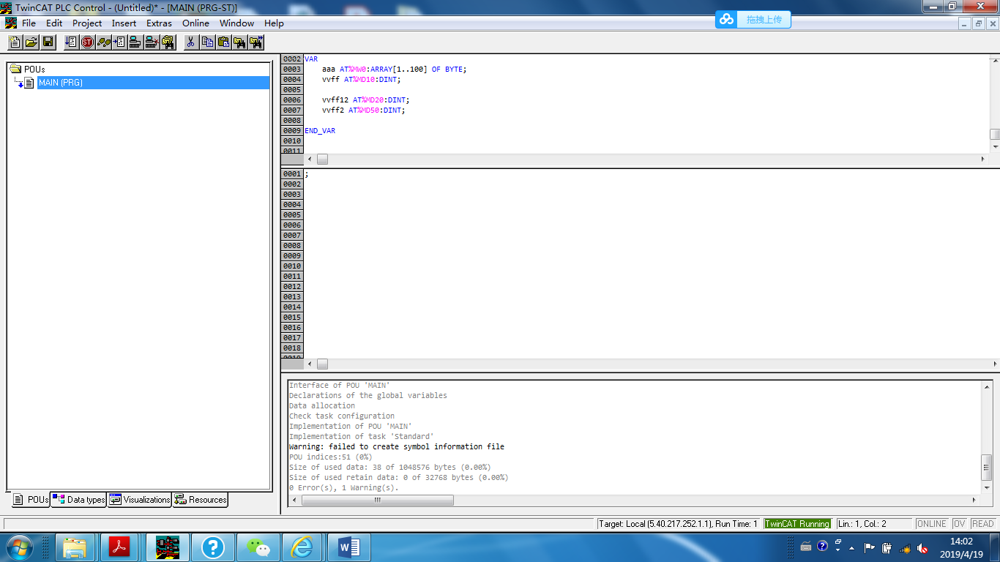 TwinCAT PLC Control - (Untitled)* - [MAIN (PRG-ST)]
拖拽上传
File Edit Project Insert Extras Online Window Help
POUs
MAIN (PRG)
0002 VAR
0003 aaa AT%MW0:ARRAY[1..100] OF BYTE;
0004 vvff AT%MD10:DINT;
0005
0006 vvff12 AT%MD20:DINT;
0007 vvff2 AT%MD50:DINT;
0008
0009 END_VAR
0010
0011
0001 ;
0002
0003
0004
0005
0006
0007
0008
0009
0010
0011
0012
0013
0014
0015
0016
0017
0018
0019
Interface of POU 'MAIN'
Declarations of the global variables
Data allocation
Check task configuration
Implementation of POU 'MAIN'
Implementation of task 'Standard'
Warning: failed to create symbol information file
POU indices:51 (0%)
Size of used data: 38 of 1048576 bytes (0.00%)
Size of used retain data: 0 of 32768 bytes (0.00%)
0 Error(s), 1 Warning(s).
POUs Data types Visualizations Resources
Target: Local (5.40.217.252.1.1), Run Time: 1 TwinCAT Running Lin.: 1, Col.: 2 ONLINE OV READ
14:02
2019/4/19